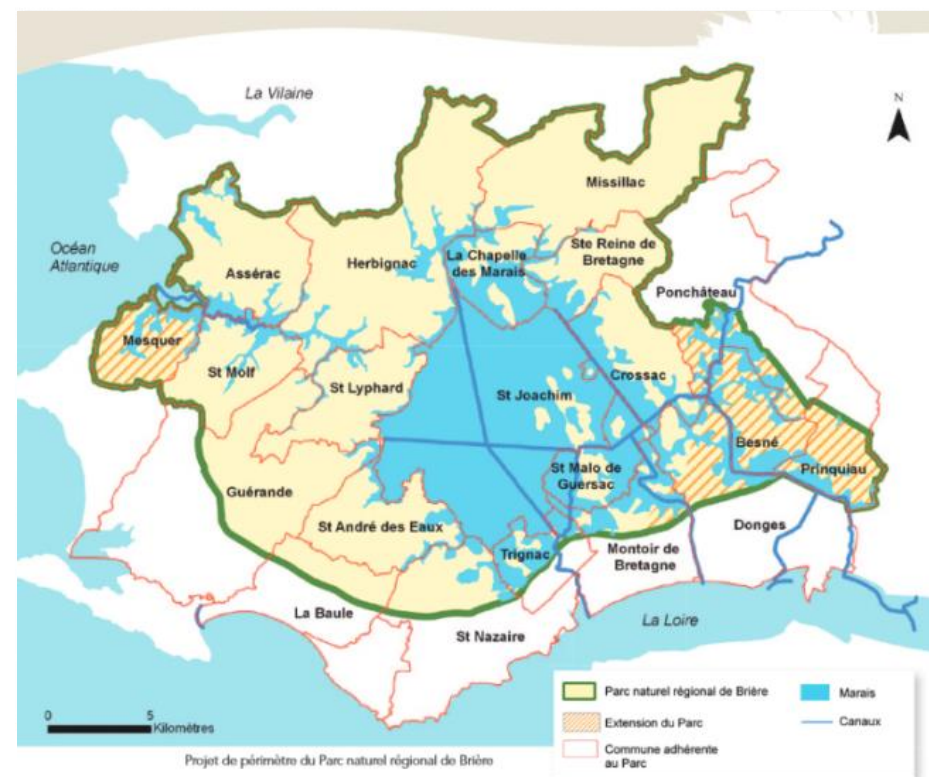 La Vilaine
N
Missillac
Océan
Atlantique
Ste Reine de
Bretagne
La Chapelle
des Marais
Herbignac
Assérac
Ponchâteau
Mesquer
St Molf
St Lyphard
Crossac
St Joachim
Besné
Prinquiau
St Malo de
Guersac
Guérande
St André des Eaux
Donges
Trignac
Montoir de
Bretagne
La Baule
La Loire
St Nazaire
Parc naturel régional de Brière
Marais
Extension du Parc
Canaux
Commune adhérente
au Parc
0 5
Kilomètres
Projet de périmètre du Parc naturel régional de Brière